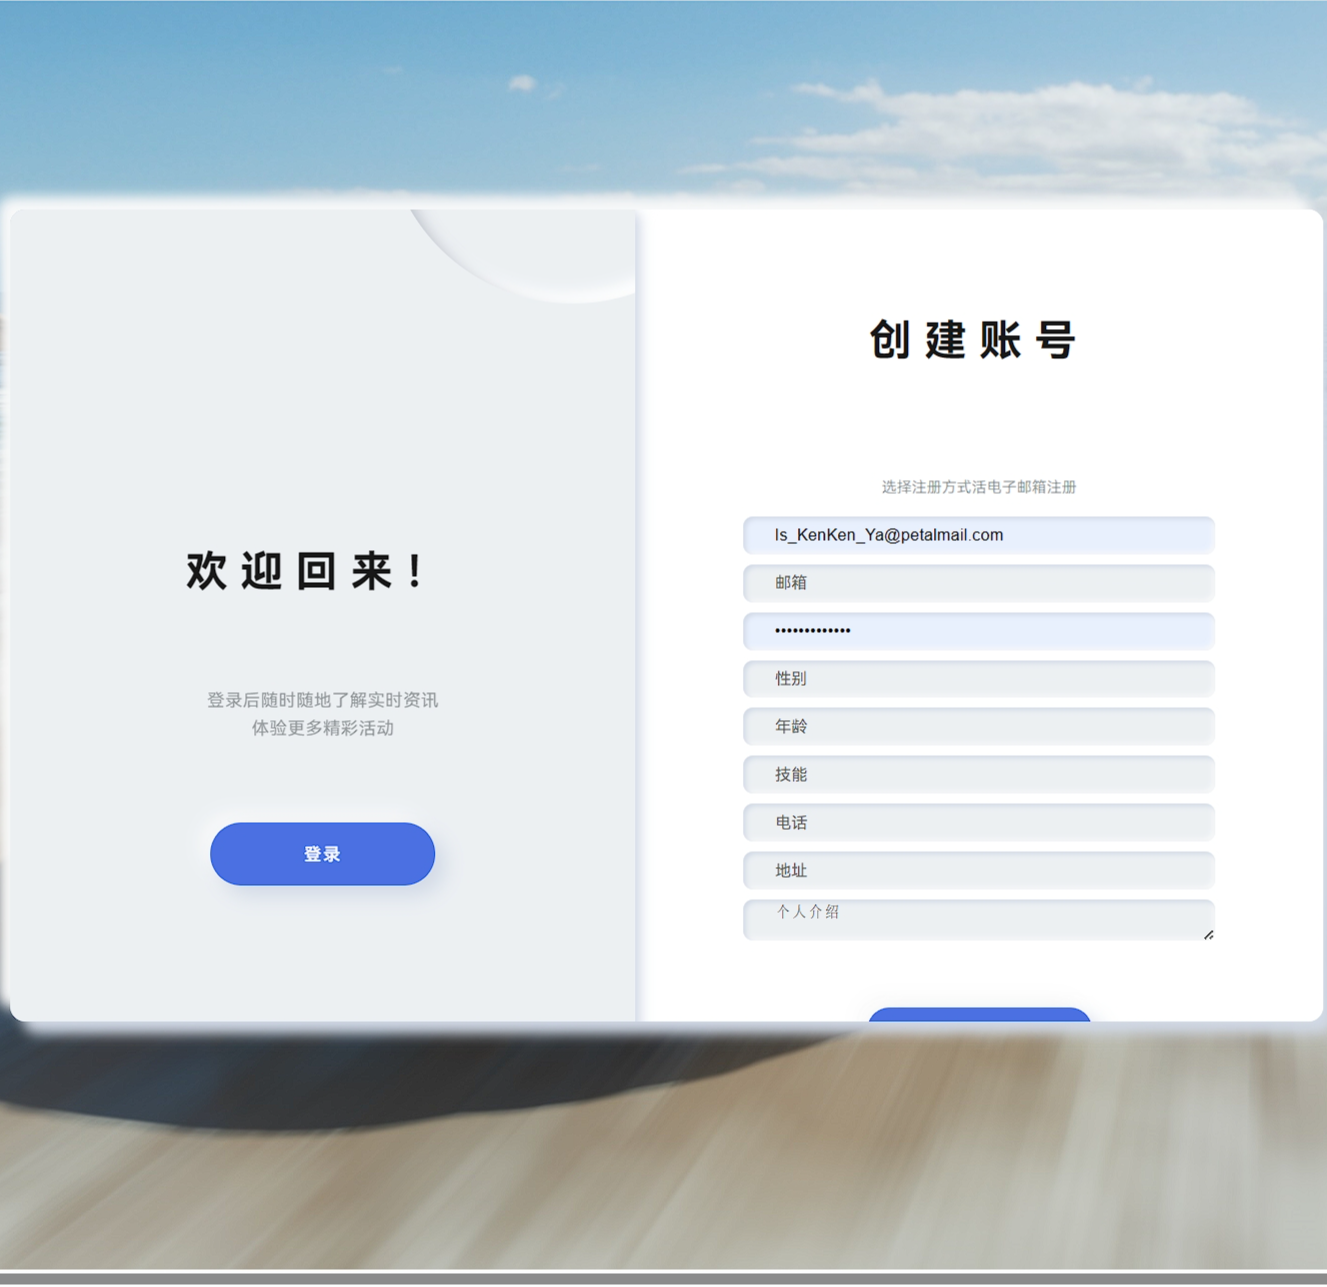 欢迎回来!
登录后随时随地了解实时资讯
体验更多精彩活动
登录
创建账号
选择注册方式活电子邮箱注册
Is_KenKen_Ya@petalmail.com
邮箱
•••••••••••••
性别
年龄
技能
电话
地址
个人介绍